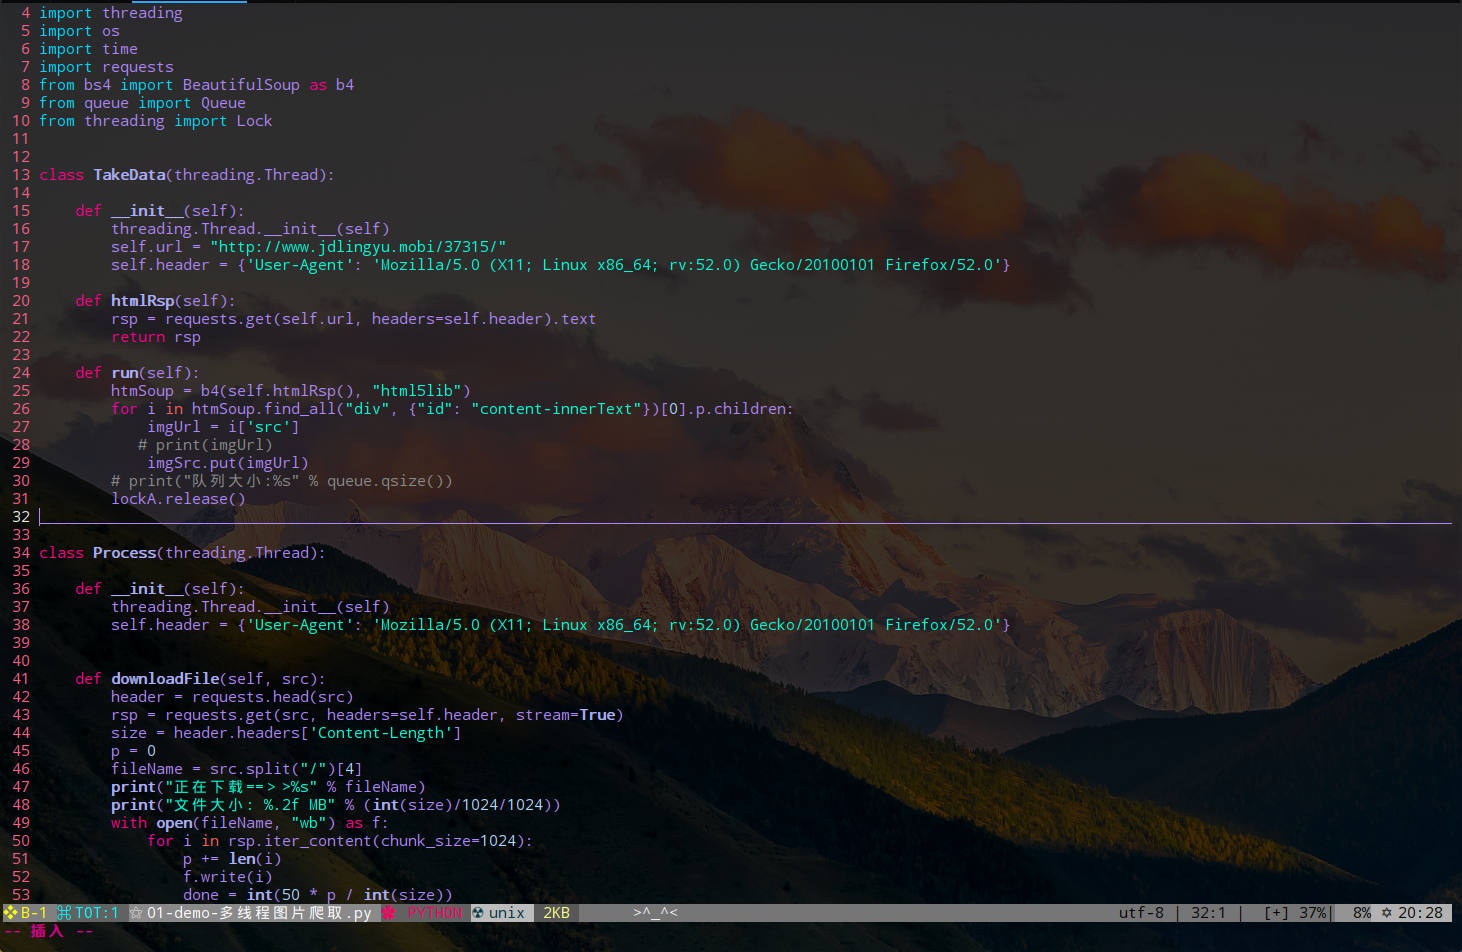 4 import threading
5 import os
6 import time
7 import requests
8 from bs4 import BeautifulSoup as b4
9 from queue import Queue
10 from threading import Lock
11
12
13 class TakeData(threading.Thread):
14
15     def __init__(self):
16         threading.Thread.__init__(self)
17         self.url = "http://www.jdlingyu.mobi/37315/"
18         self.header = {'User-Agent': 'Mozilla/5.0 (X11; Linux x86_64; rv:52.0) Gecko/20100101 Firefox/52.0'}
19
20     def htmlRsp(self):
21         rsp = requests.get(self.url, headers=self.header).text
22         return rsp
23
24     def run(self):
25         htmSoup = b4(self.htmlRsp(), "html5lib")
26         for i in htmSoup.find_all("div", {"id": "content-innerText"})[0].p.children:
27             imgUrl = i['src']
28            # print(imgUrl)
29             imgSrc.put(imgUrl)
30         # print("队列大小:%s" % queue.qsize())
31         lockA.release()
32
33
34 class Process(threading.Thread):
35
36     def __init__(self):
37         threading.Thread.__init__(self)
38         self.header = {'User-Agent': 'Mozilla/5.0 (X11; Linux x86_64; rv:52.0) Gecko/20100101 Firefox/52.0'}
39
40
41     def downloadFile(self, src):
42         header = requests.head(src)
43         rsp = requests.get(src, headers=self.header, stream=True)
44         size = header.headers['Content-Length']
45         p = 0
46         fileName = src.split("/")[4]
47         print("正在下载==>>%s" % fileName)
48         print("文件大小: %.2f MB" % (int(size)/1024/1024))
49         with open(fileName, "wb") as f:
50             for i in rsp.iter_content(chunk_size=1024):
51                 p += len(i)
52                 f.write(i)
53                 done = int(50 * p / int(size))
❖B-1 ⌘TOT:1 ☆01-demo-多线程图片爬取.py PYTHON ☢ unix 2KB >^_^< utf-8 | 32:1 | [+] 37%| 8% ✡ 20:28
-- 插入 --